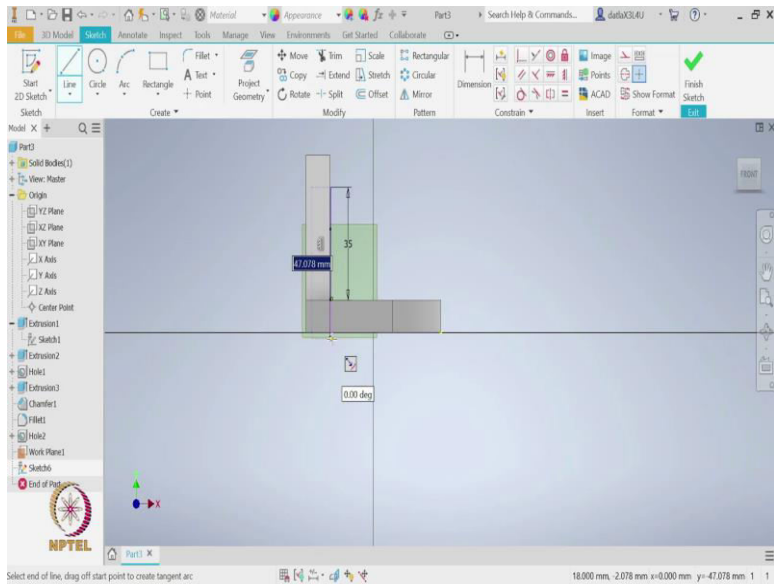 Material
Appearance
Part3
Search Help & Commands...
datlaX3L4U
File 3D Model Sketch Annotate Inspect Tools Manage View Environments Get Started Collaborate
Start
2D Sketch
Line
Circle
Arc
Rectangle
Fillet
Text
Point
Project
Geometry
Move Trim Scale
Copy Extend Stretch
Rotate Split Offset
Rectangular
Circular
Mirror
Dimension
Image
Points
ACAD
Show Format
Finish
Sketch
Sketch Create Modify Pattern Constrain Insert Format Exit
Model
Part3
Solid Bodies(1)
View: Master
Origin
YZ Plane
XZ Plane
XY Plane
X Axis
Y Axis
Z Axis
Center Point
Extrusion1
Sketch1
Extrusion2
Hole1
Extrusion3
Chamfer1
Fillet1
Hole2
Work Plane1
Sketch6
End of Part
FRONT
35
47.078 mm
0.00 deg
X
NPTEL
Part3
Select end of line, drag off start point to create tangent arc
18.000 mm, -2.078 mm x=0.000 mm y=-47.078 mm 1 1